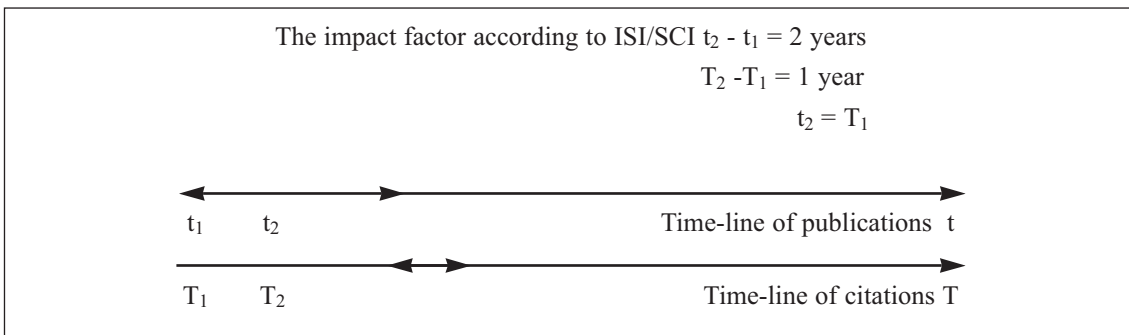 The impact factor according to ISI/SCI t₂ - t₁ = 2 years
T₂ -T₁ = 1 year
t₂ = T₁
t₁ t₂ Time-line of publications t
T₁ T₂ Time-line of citations T